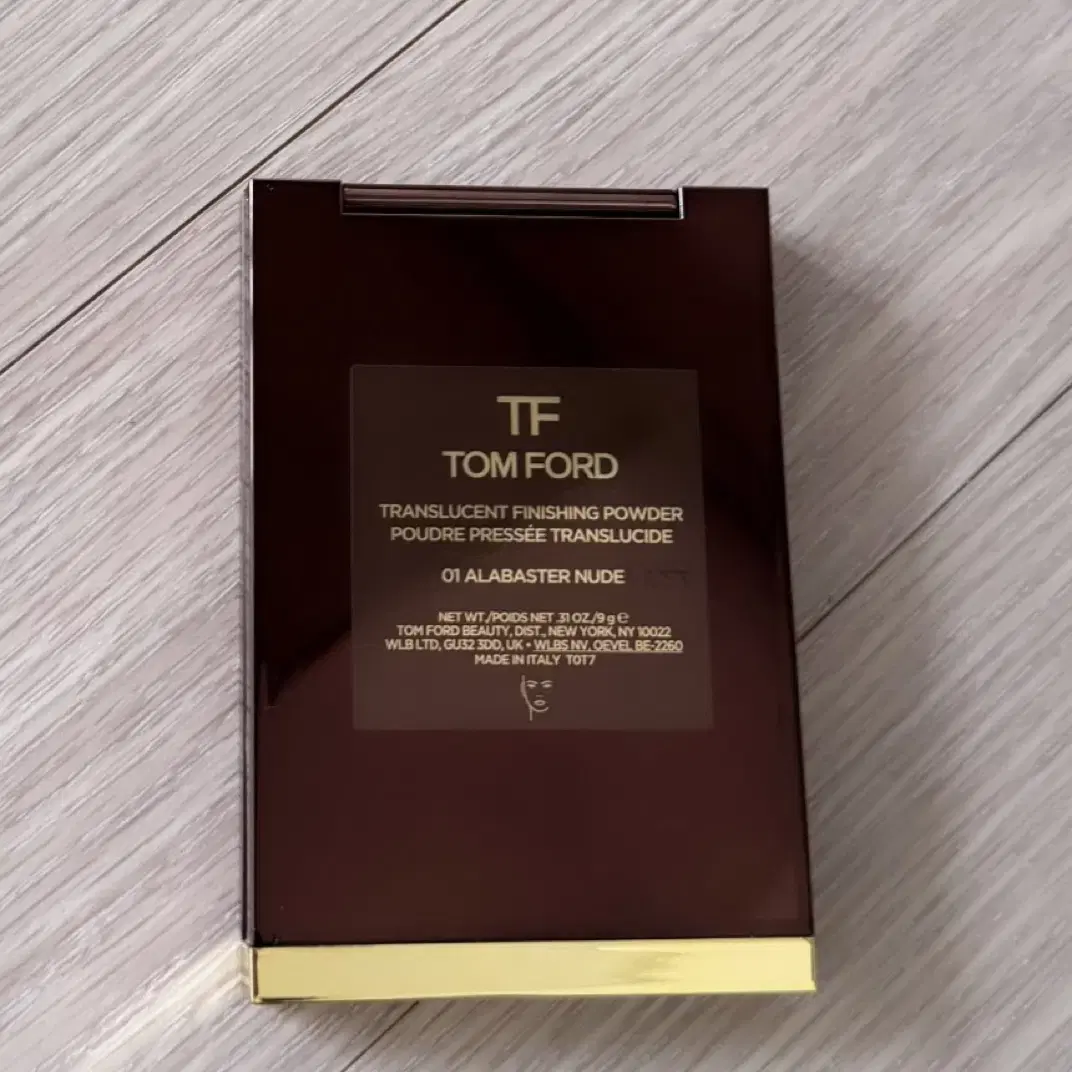 TF
TOM FORD
TRANSLUCENT FINISHING POWDER
POUDRE PRESSÉE TRANSLUCIDE
01 ALABASTER NUDE
NET WT./POIDS NET .31 OZ./9 g ℮
TOM FORD BEAUTY, DIST., NEW YORK, NY 10022
WLB LTD, GU32 3DD, UK • WLBS NV, OEVEL BE-2260
MADE IN ITALY T0T7